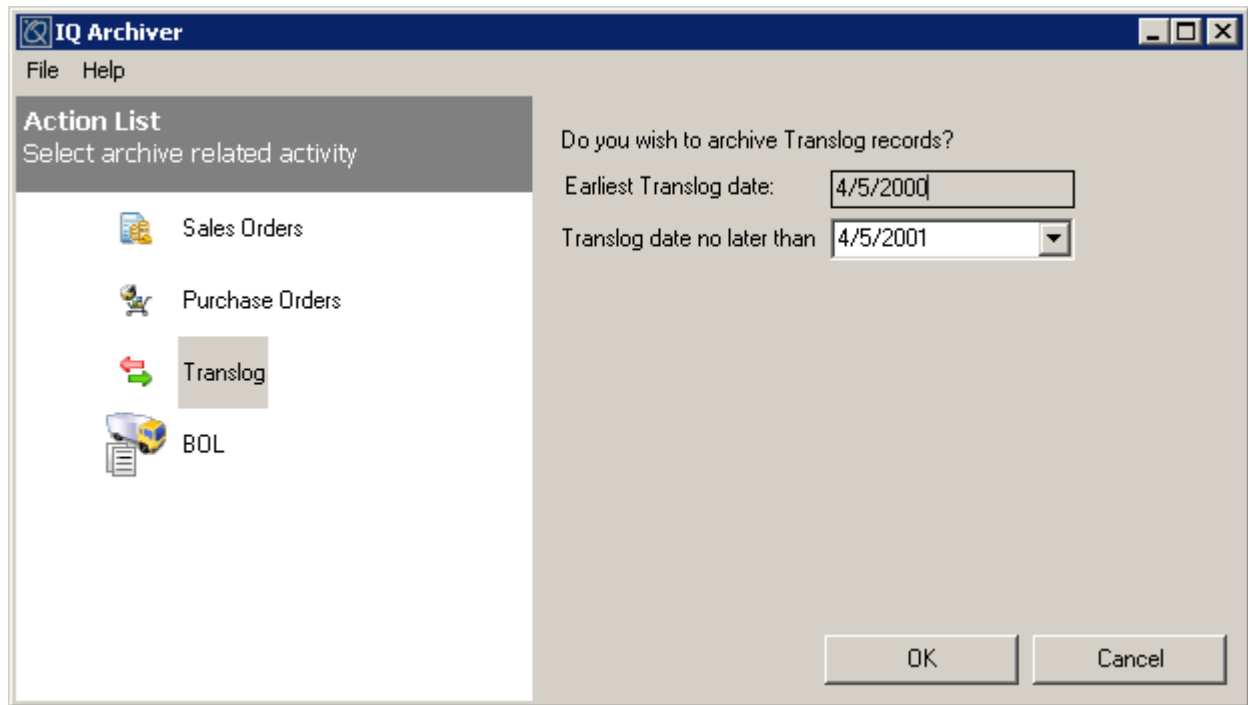 IQ Archiver
File Help
Action List
Select archive related activity
Sales Orders
Purchase Orders
Translog
BOL
Do you wish to archive Translog records?
Earliest Translog date: 4/5/2000
Translog date no later than 4/5/2001
OK Cancel